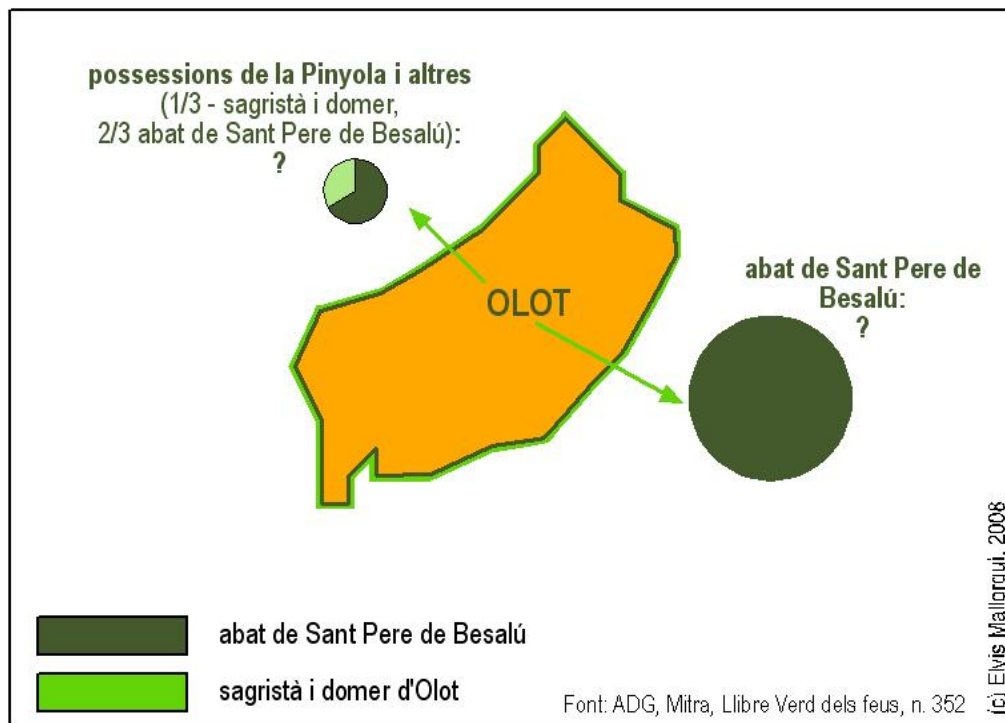 possessions de la Pinyola i altres
(1/3 - sagristà i domer,
2/3 abat de Sant Pere de Besalú):
?
OLOT
abat de Sant Pere de
Besalú:
?
abat de Sant Pere de Besalú
sagristà i domer d'Olot
Font: ADG, Mitra, Llibre Verd dels feus, n. 352
(c) Elvis Mallorquí, 2008